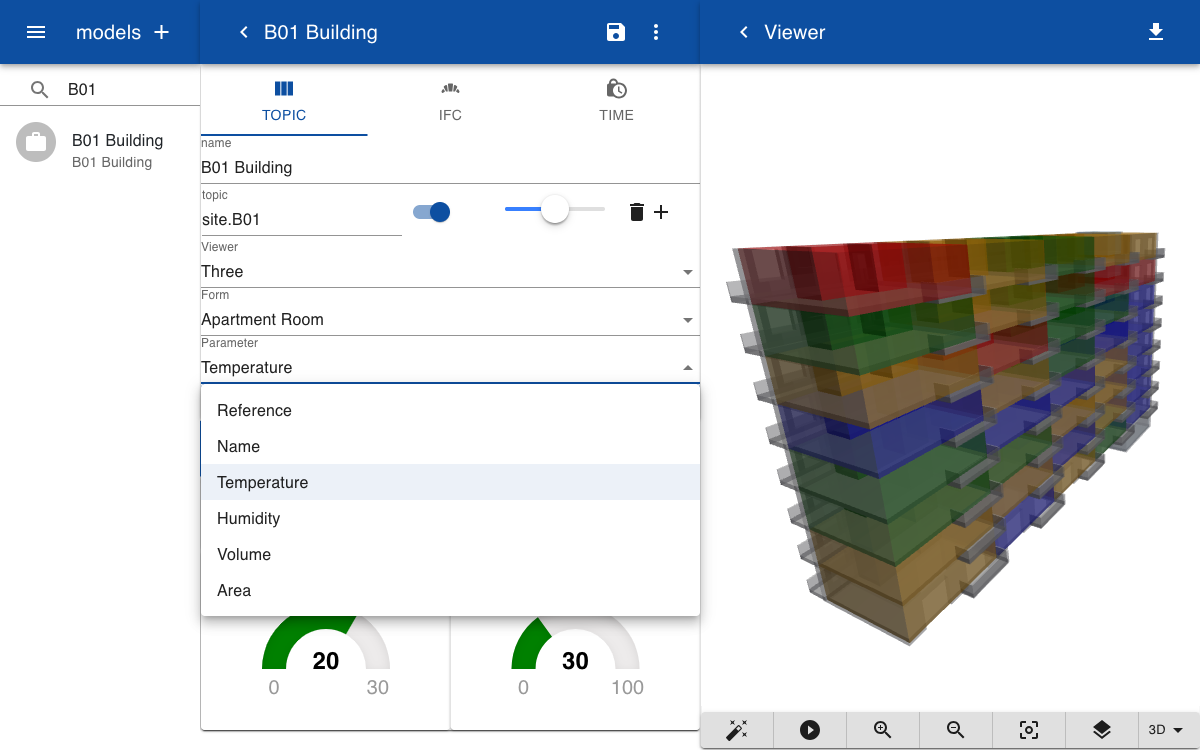 models
B01 Building
Viewer
B01
B01 Building
B01 Building
TOPIC
IFC
TIME
name
B01 Building
topic
site.B01
Viewer
Three
Form
Apartment Room
Parameter
Temperature
Reference
Name
Temperature
Humidity
Volume
Area
20
0
30
30
0
100
3D